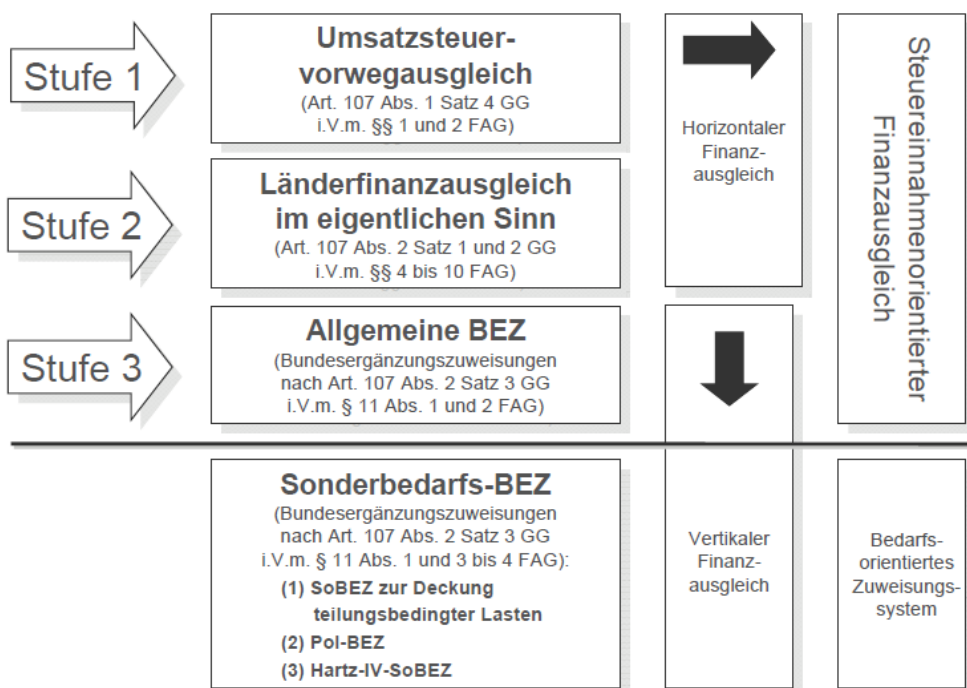 Stufe 1
Umsatzsteuer-
vorwegausgleich
(Art. 107 Abs. 1 Satz 4 GG
i.V.m. §§ 1 und 2 FAG)
Stufe 2
Länderfinanzausgleich
im eigentlichen Sinn
(Art. 107 Abs. 2 Satz 1 und 2 GG
i.V.m. §§ 4 bis 10 FAG)
Horizontaler
Finanz-
ausgleich
Stufe 3
Allgemeine BEZ
(Bundesergänzungszuweisungen
nach Art. 107 Abs. 2 Satz 3 GG
i.V.m. § 11 Abs. 1 und 2 FAG)
Steuereinnahmenorientierter
Finanzausgleich
Sonderbedarfs-BEZ
(Bundesergänzungszuweisungen
nach Art. 107 Abs. 2 Satz 3 GG
i.V.m. § 11 Abs. 1 und 3 bis 4 FAG):
(1) SoBEZ zur Deckung
teilungsbedingter Lasten
(2) Pol-BEZ
(3) Hartz-IV-SoBEZ
Vertikaler
Finanz-
ausgleich
Bedarfs-
orientiertes
Zuweisungs-
system